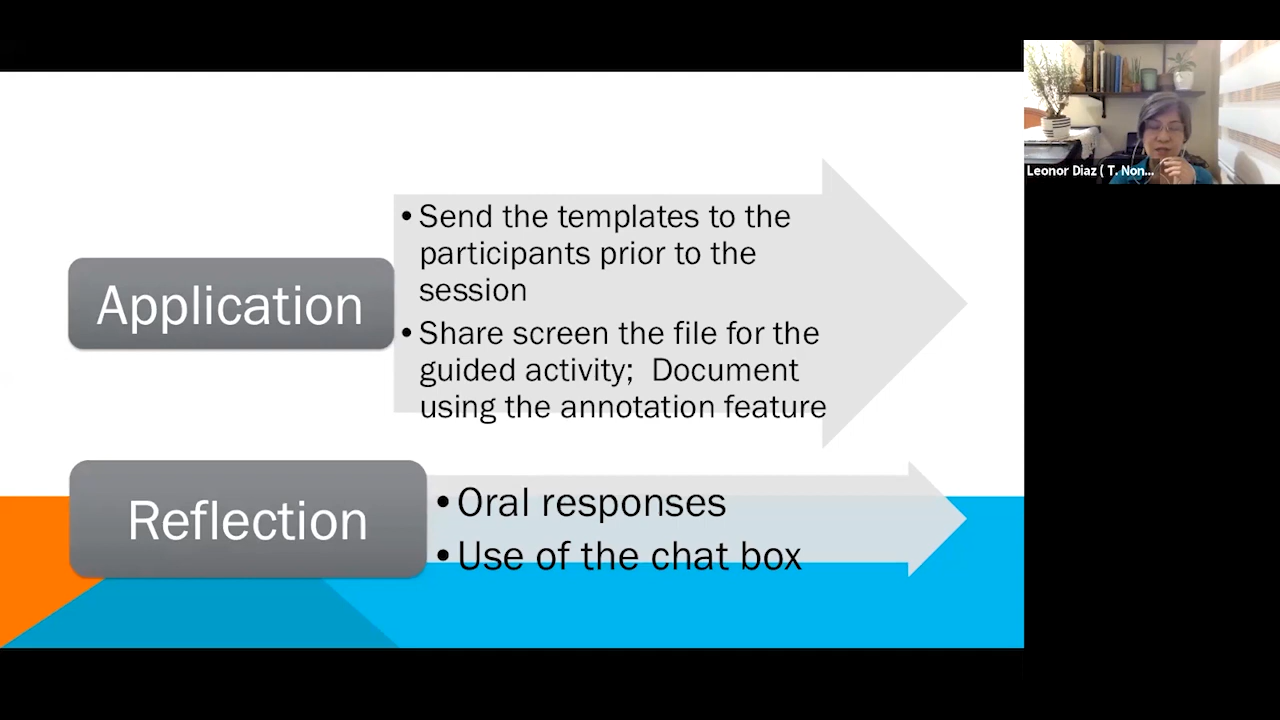 Application
• Send the templates to the
participants prior to the
session
• Share screen the file for the
guided activity;  Document
using the annotation feature
Reflection
• Oral responses
• Use of the chat box
Leonor Diaz ( T. Non...